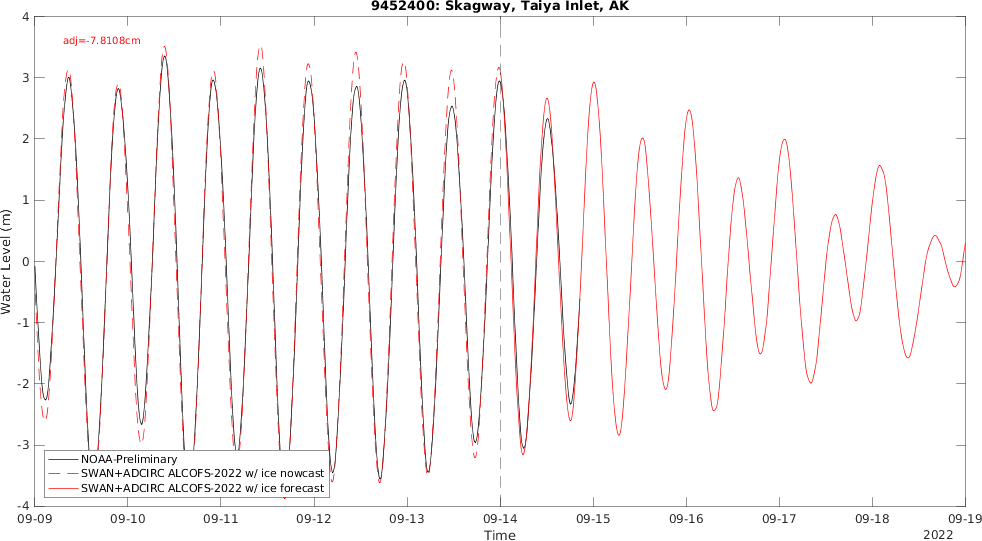 9452400: Skagway, Taiya Inlet, AK
adj=-7.8108cm
4
3
2
1
0
-1
-2
-3
-4
Water Level (m)
NOAA-Preliminary
SWAN+ADCIRC ALCOFS-2022 w/ ice nowcast
SWAN+ADCIRC ALCOFS-2022 w/ ice forecast
09-09 09-10 09-11 09-12 09-13 09-14 09-15 09-16 09-17 09-18 09-19
Time
2022